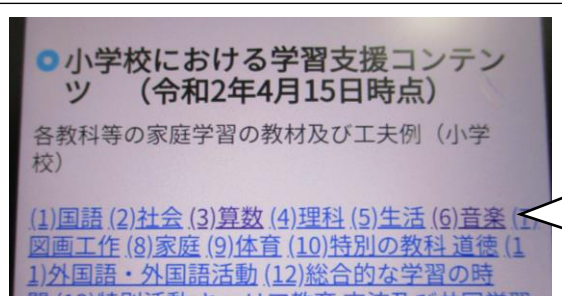 小学校における学習支援コンテン
ツ (令和2年4月15日時点)
各教科等の家庭学習の教材及び工夫例(小学
校)
(1)国語 (2)社会 (3)算数 (4)理科 (5)生活 (6)音楽
図画工作 (8)家庭 (9)体育 (10)特別の教科 道徳 (1
1)外国語・外国語活動 (12)総合的な学習の時